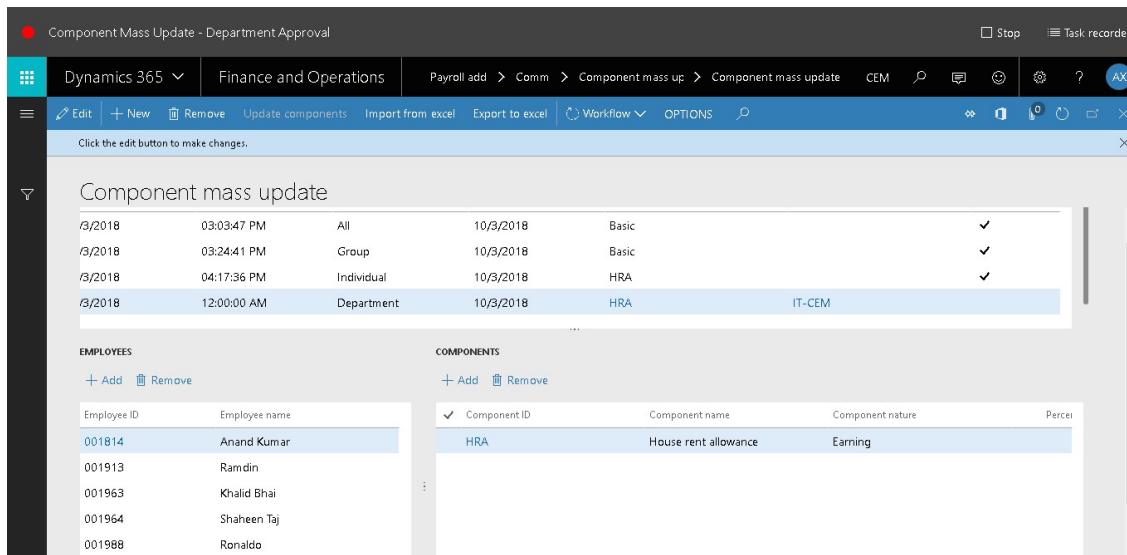 Component Mass Update - Department Approval Stop Task recorde
Dynamics 365 Finance and Operations Payroll add > Comm > Component mass up > Component mass update CEM ? AX
Edit + New Remove Update components Import from excel Export to excel Workflow OPTIONS 0
Click the edit button to make changes.
Component mass update
/3/2018 03:03:47 PM All 10/3/2018 Basic
/3/2018 03:24:41 PM Group 10/3/2018 Basic
/3/2018 04:17:36 PM Individual 10/3/2018 HRA
/3/2018 12:00:00 AM Department 10/3/2018 HRA IT-CEM
EMPLOYEES COMPONENTS
+ Add Remove + Add Remove
Employee ID Employee name Component ID Component name Component nature Percei
001814 Anand Kumar HRA House rent allowance Earning
001913 Ramdin
001963 Khalid Bhai
001964 Shaheen Taj
001988 Ronaldo